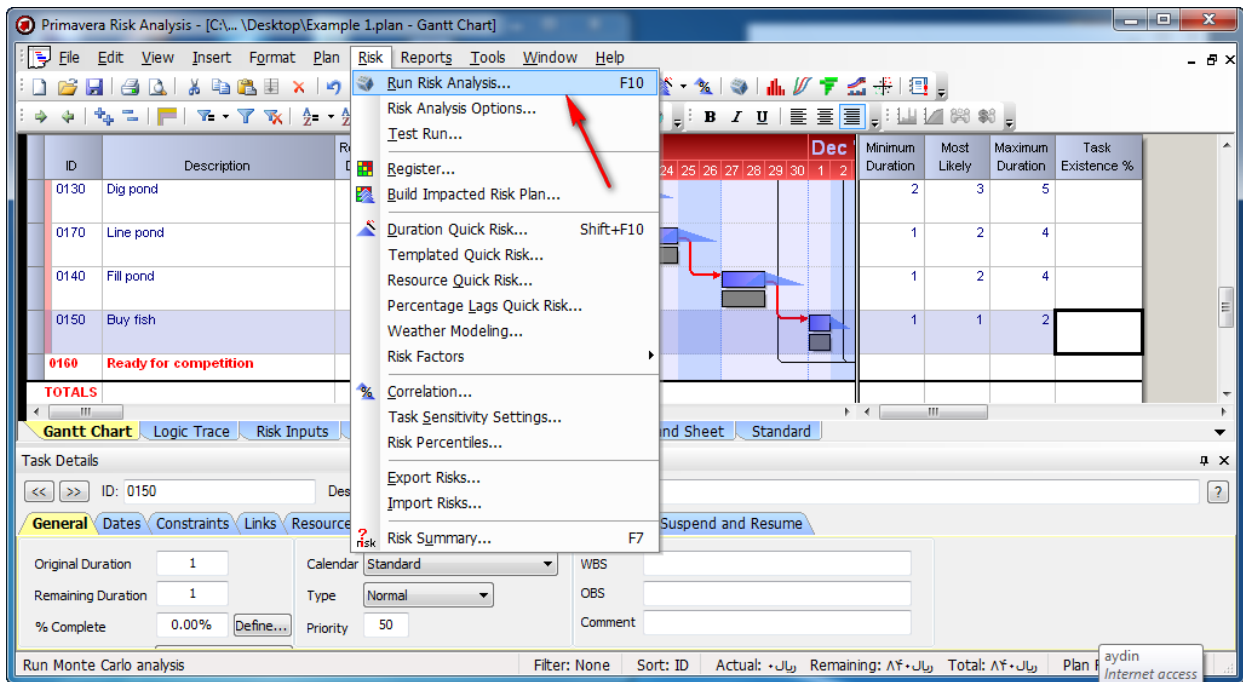 Primavera Risk Analysis - [C:\... \Desktop\Example 1.plan - Gantt Chart]
File Edit View Insert Format Plan Risk Reports Tools Window Help
Run Risk Analysis... F10
Risk Analysis Options...
Test Run...
Register...
Build Impacted Risk Plan...
Duration Quick Risk... Shift+F10
Templated Quick Risk...
Resource Quick Risk...
Percentage Lags Quick Risk...
Weather Modeling...
Risk Factors
Correlation...
Task Sensitivity Settings...
Risk Percentiles...
Export Risks...
Import Risks...
Risk Summary... F7
B I U
ID Description Dec Minimum Duration Most Likely Maximum Duration Task Existence %
24 25 26 27 28 29 30 1 2
0130 Dig pond 2 3 5
0170 Line pond 1 2 4
0140 Fill pond 1 2 4
0150 Buy fish 1 1 2
0160 Ready for competition
TOTALS
Gantt Chart Logic Trace Risk Inputs Sheet Standard
Task Details
<< >> ID: 0150 ?
General Dates Constraints Links Suspend and Resume
Original Duration 1 Calendar Standard WBS
Remaining Duration 1 Type Normal OBS
% Complete 0.00% Define... Priority 50 Comment
Run Monte Carlo analysis Filter: None Sort: ID Actual: ریال۰ Remaining: ریال۸۴۰ Total: ریال۸۴۰ Plan
aydin
Internet access